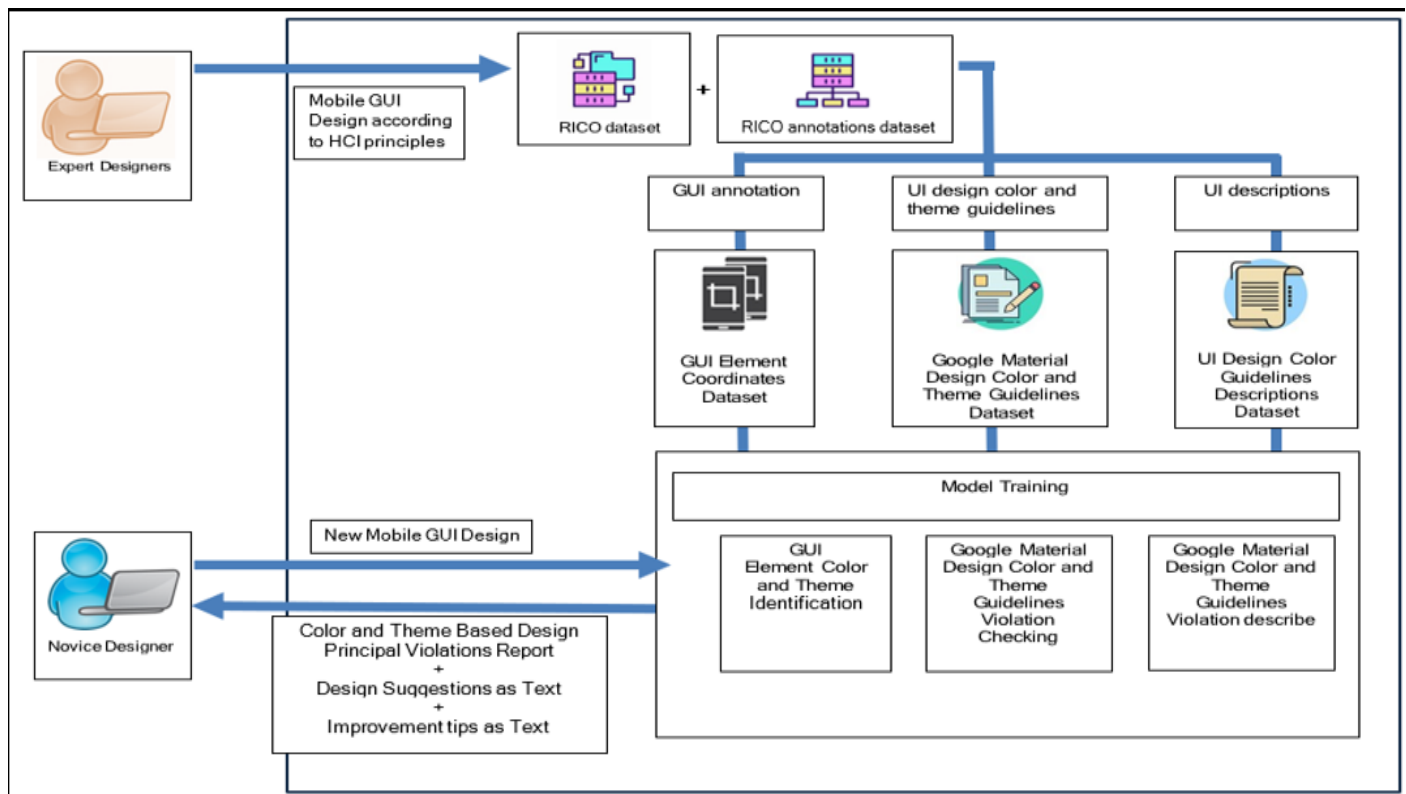 Expert Designers
Mobile GUI
Design according
to HCI principles
RICO dataset
+
RICO annotations dataset
GUI annotation
UI design color and
theme guidelines
UI descriptions
GUI Element
Coordinates
Dataset
Google Material
Design Color and
Theme Guidelines
Dataset
UI Design Color
Guidelines
Descriptions
Dataset
Model Training
GUI
Element Color
and Theme
Identification
Google Material
Design Color and
Theme
Guidelines
Violation
Checking
Google Material
Design Color and
Theme
Guidelines
Violation describe
New Mobile GUI Design
Novice Designer
Color and Theme Based Design
Principal Violations Report
+
Design Suggestions as Text
+
Improvement tips as Text